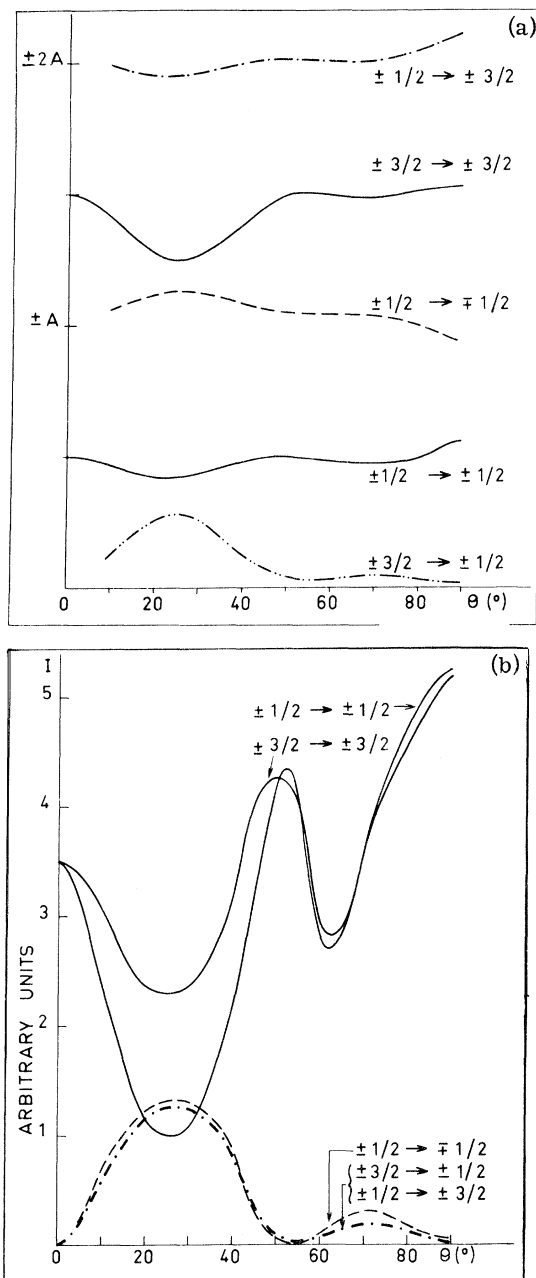 (a)
±2A
± 1/2 → ± 3/2
± 3/2 → ± 3/2
±A
±1/2 → ∓ 1/2
±1/2 → ± 1/2
±3/2 → ± 1/2
0 20 40 60 80 θ (°)
(b)
I
5
± 1/2 → ± 1/2
± 3/2 → ± 3/2
4
3
2
1
ARBITRARY UNITS
±1/2 → ∓ 1/2
±3/2 → ± 1/2
±1/2 → ± 3/2
0 20 40 60 80 θ(°)